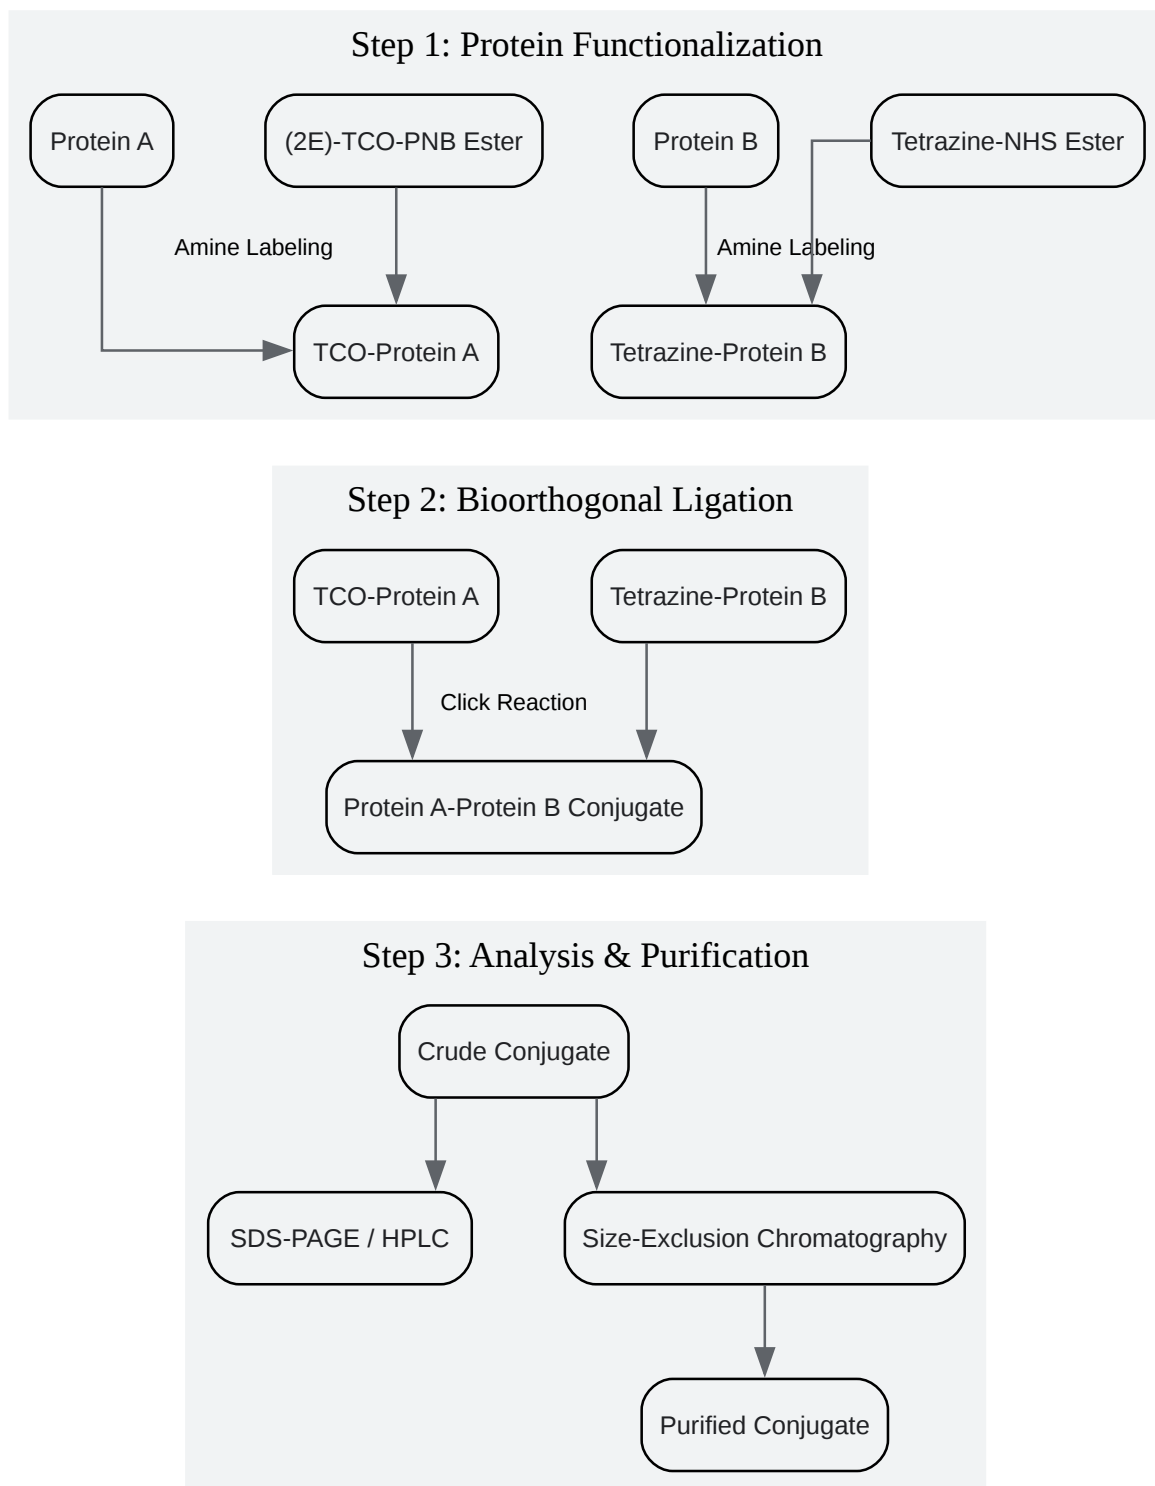 Step 1: Protein Functionalization
Protein A
(2E)-TCO-PNB Ester
Protein B
Tetrazine-NHS Ester
Amine Labeling
Amine Labeling
TCO-Protein A
Tetrazine-Protein B
Step 2: Bioorthogonal Ligation
TCO-Protein A
Tetrazine-Protein B
Click Reaction
Protein A-Protein B Conjugate
Step 3: Analysis & Purification
Crude Conjugate
SDS-PAGE / HPLC
Size-Exclusion Chromatography
Purified Conjugate